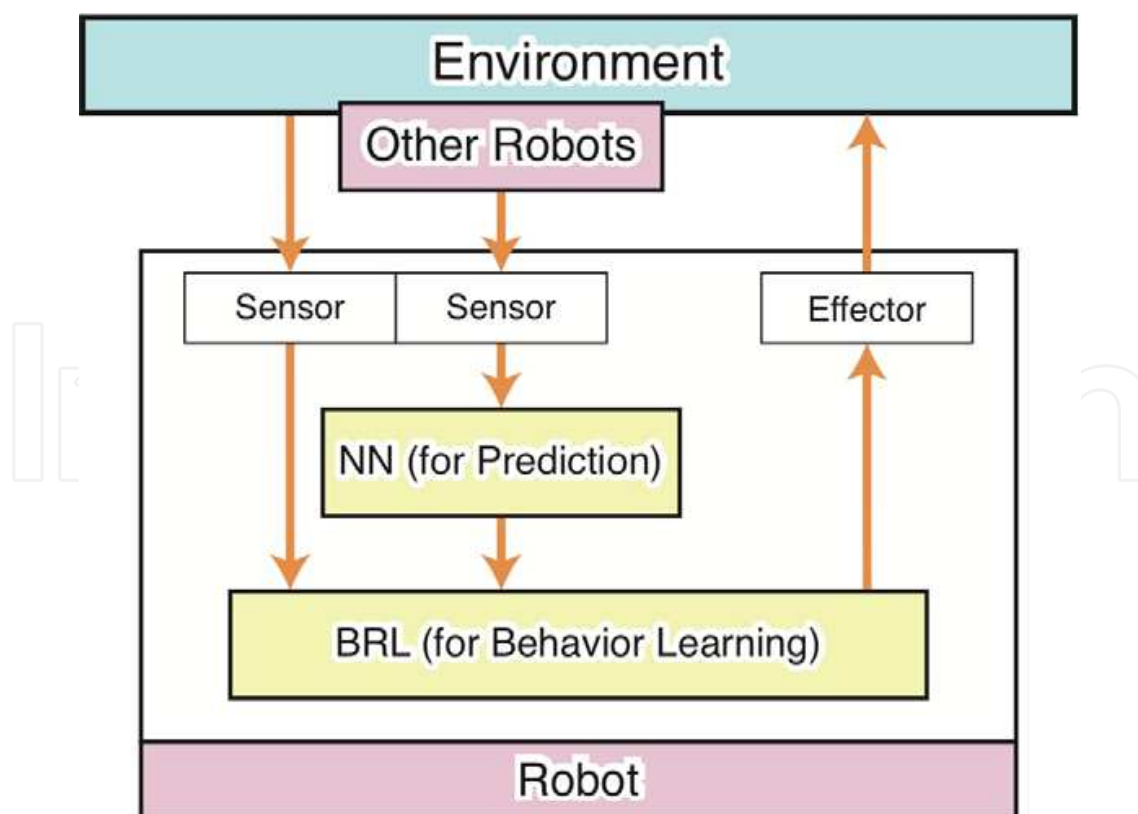 Environment
Other Robots
Sensor
Sensor
Effector
NN (for Prediction)
BRL (for Behavior Learning)
Robot